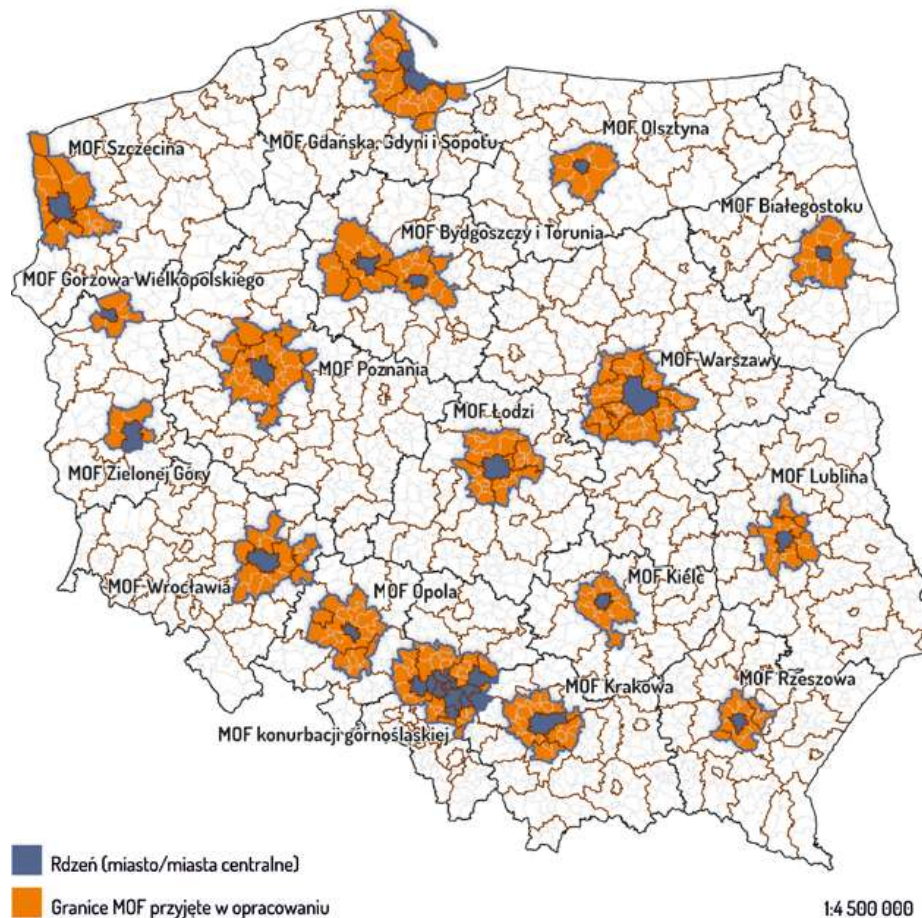 MOF Szczecina
MOF Gdańska, Gdyni i Sopotu
MOF Olsztyna
MOF Białegostoku
MOF Bydgoszczy i Torunia
MOF Gorzowa Wielkopolskiego
MOF Poznania
MOF Warszawy
MOF Łodzi
MOF Zielonej Góry
MOF Lublina
MOF Wrocławia
MOF Opola
MOF Kielc
MOF Krakowa
MOF Rzeszowa
MOF konurbacji górnośląskiej
Rdzeń (miasto/miasta centralne)
Granice MOF przyjęte w opracowaniu
1:4 500 000